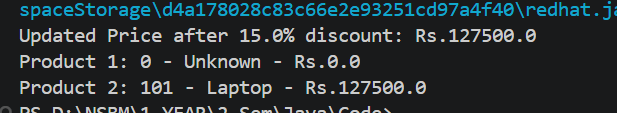 spaceStorage\d4a178028c83c66e2e93251cd97a4f40\redhat.ja
Updated Price after 15.0% discount: Rs.127500.0
Product 1: 0 - Unknown - Rs.0.0
Product 2: 101 - Laptop - Rs.127500.0
PS D:\NSBM\1 YEAR\2 Sem\Java\Code>